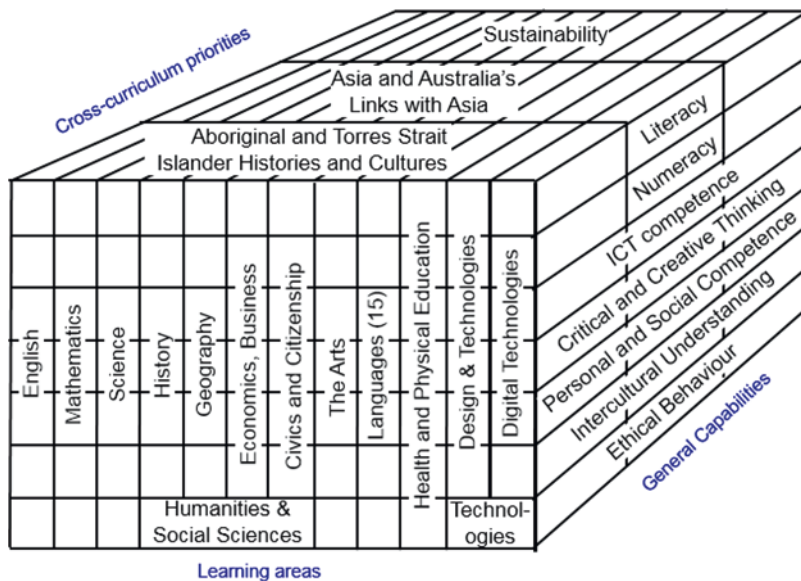 Cross-curriculum priorities
Sustainability
Asia and Australia's
Links with Asia
Aboriginal and Torres Strait
Islander Histories and Cultures
Literacy
Numeracy
ICT competence
Critical and Creative Thinking
Personal and Social Competence
Intercultural Understanding
Ethical Behaviour
General Capabilities
English
Mathematics
Science
History
Geography
Economics, Business
Civics and Citizenship
The Arts
Languages (15)
Health and Physical Education
Design & Technologies
Digital Technologies
Humanities &
Social Sciences
Technol-
ogies
Learning areas